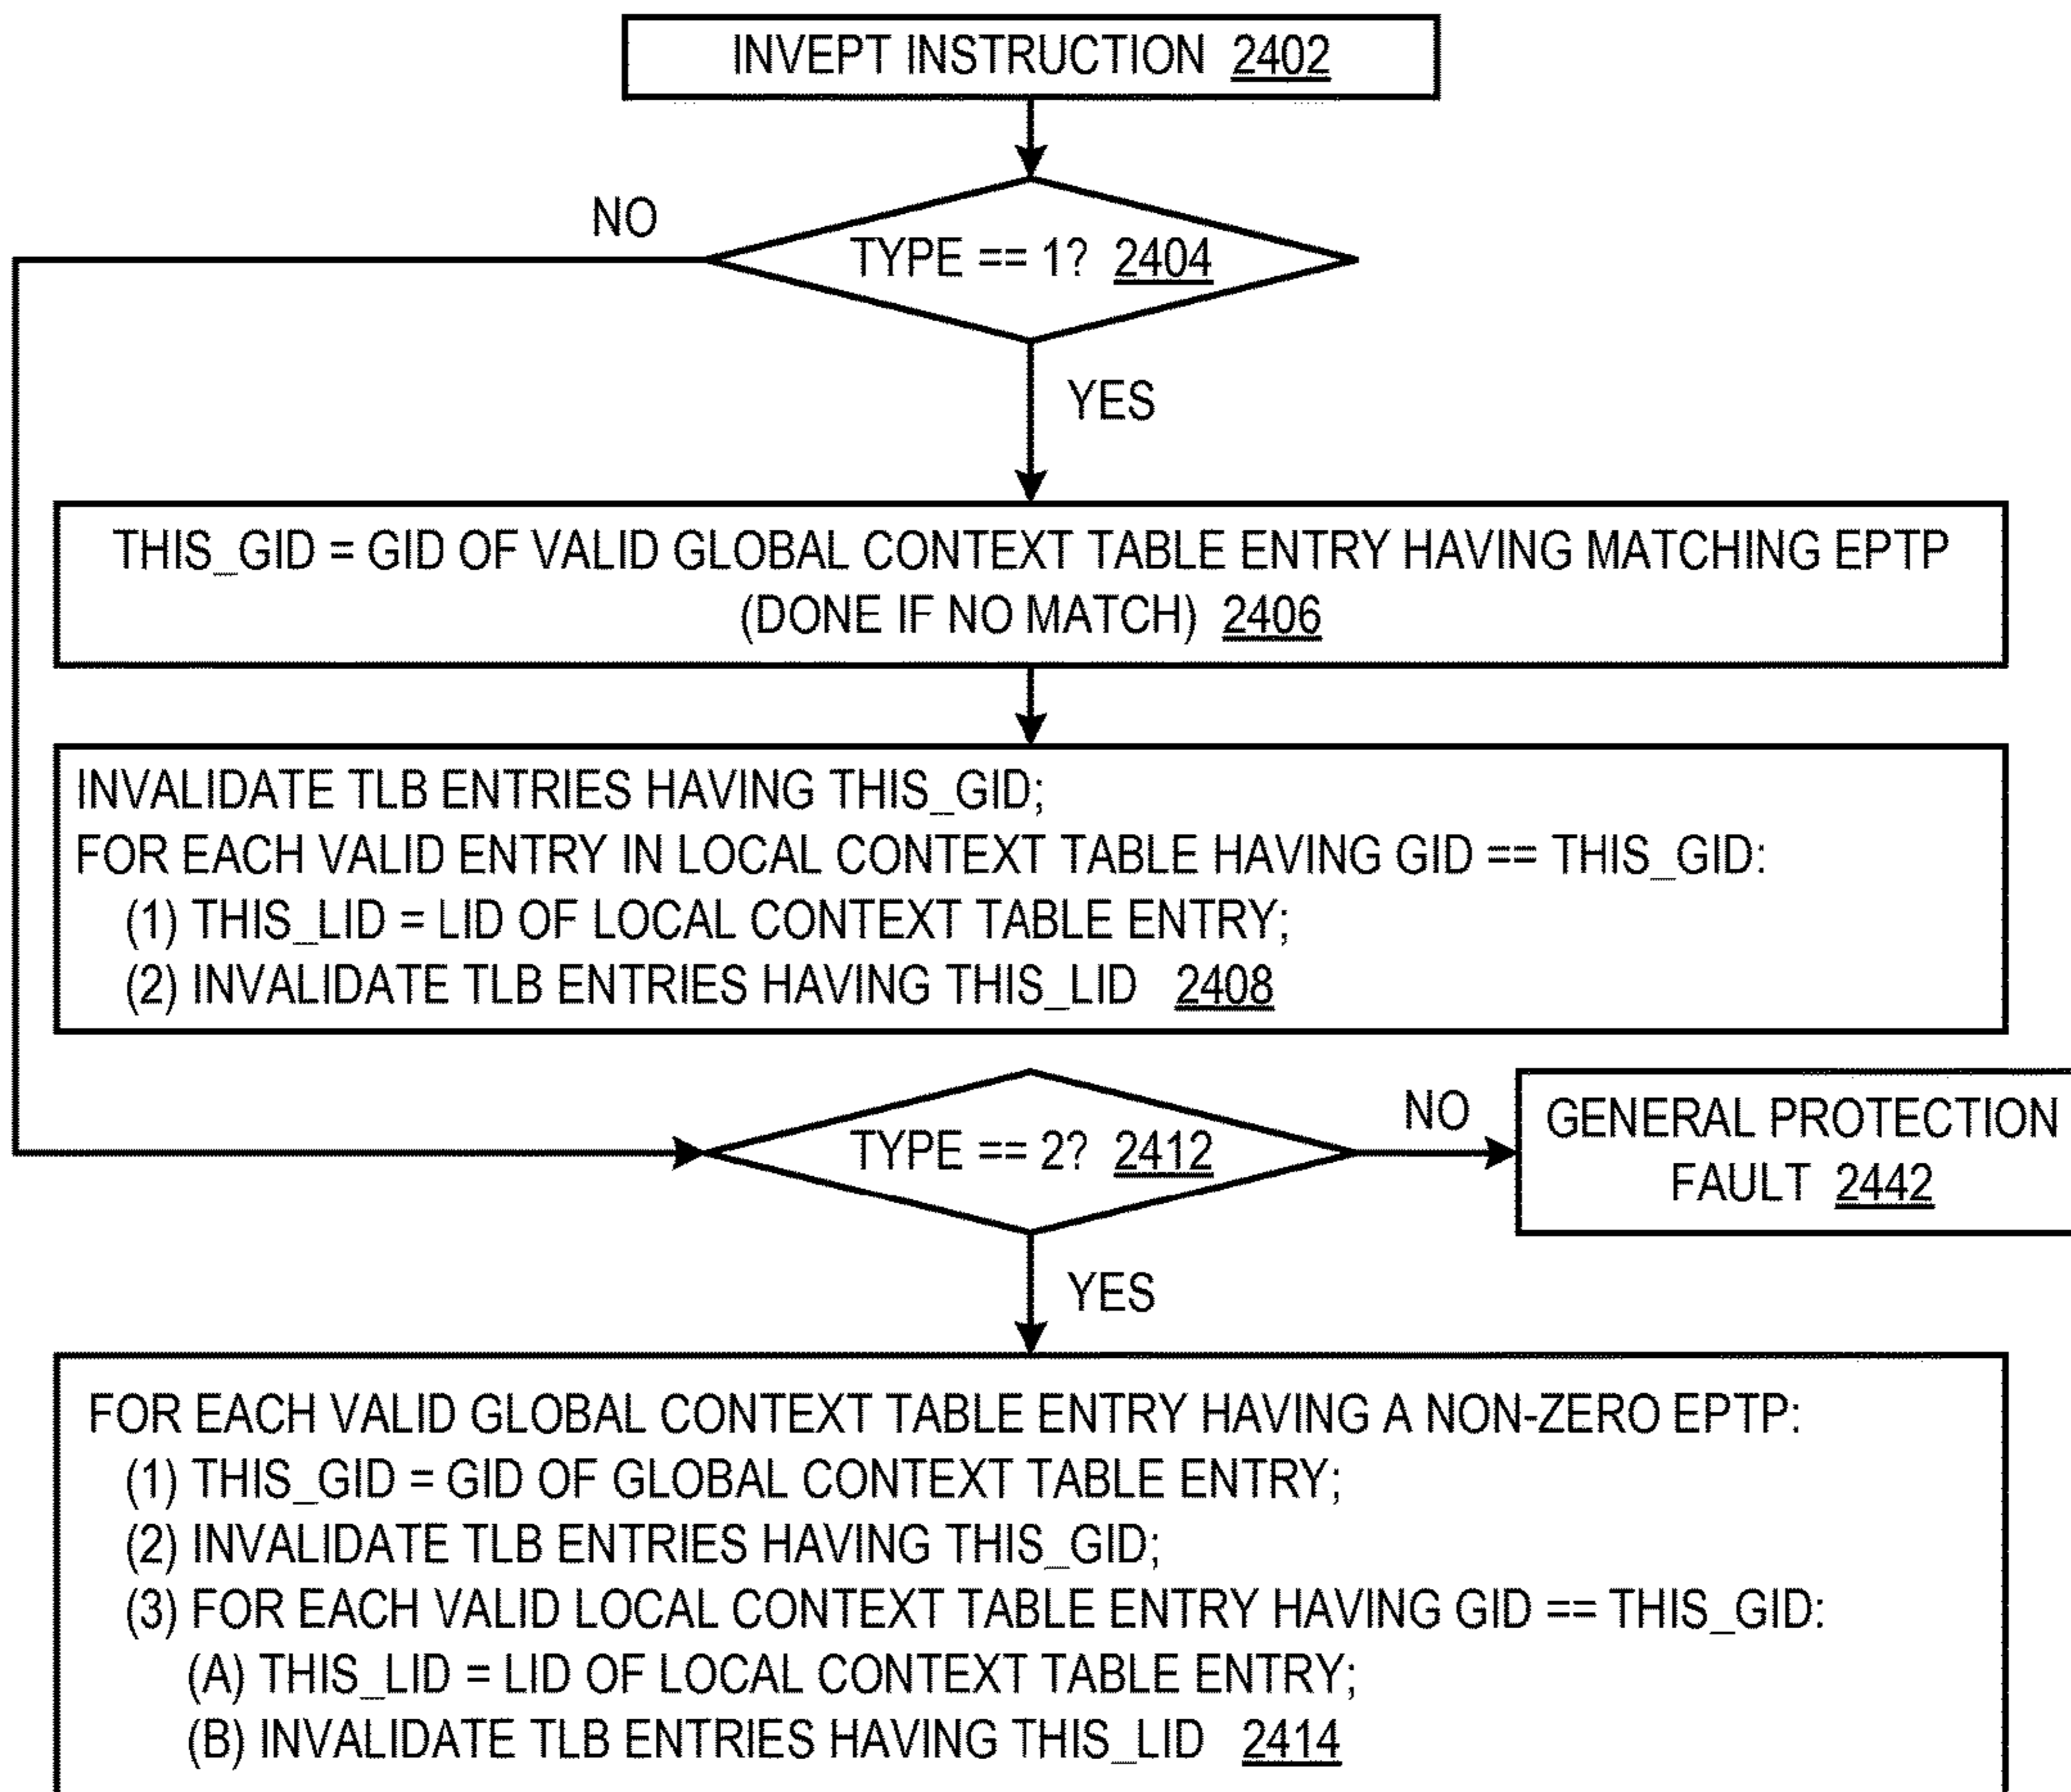 INVEPT INSTRUCTION 2402
NO
TYPE == 1? 2404
YES
THIS_GID = GID OF VALID GLOBAL CONTEXT TABLE ENTRY HAVING MATCHING EPTP
(DONE IF NO MATCH) 2406
INVALIDATE TLB ENTRIES HAVING THIS_GID;
FOR EACH VALID ENTRY IN LOCAL CONTEXT TABLE HAVING GID == THIS_GID:
(1) THIS_LID = LID OF LOCAL CONTEXT TABLE ENTRY;
(2) INVALIDATE TLB ENTRIES HAVING THIS_LID 2408
TYPE == 2? 2412
NO
GENERAL PROTECTION
FAULT 2442
YES
FOR EACH VALID GLOBAL CONTEXT TABLE ENTRY HAVING A NON-ZERO EPTP:
(1) THIS_GID = GID OF GLOBAL CONTEXT TABLE ENTRY;
(2) INVALIDATE TLB ENTRIES HAVING THIS_GID;
(3) FOR EACH VALID LOCAL CONTEXT TABLE ENTRY HAVING GID == THIS_GID:
(A) THIS_LID = LID OF LOCAL CONTEXT TABLE ENTRY;
(B) INVALIDATE TLB ENTRIES HAVING THIS_LID 2414